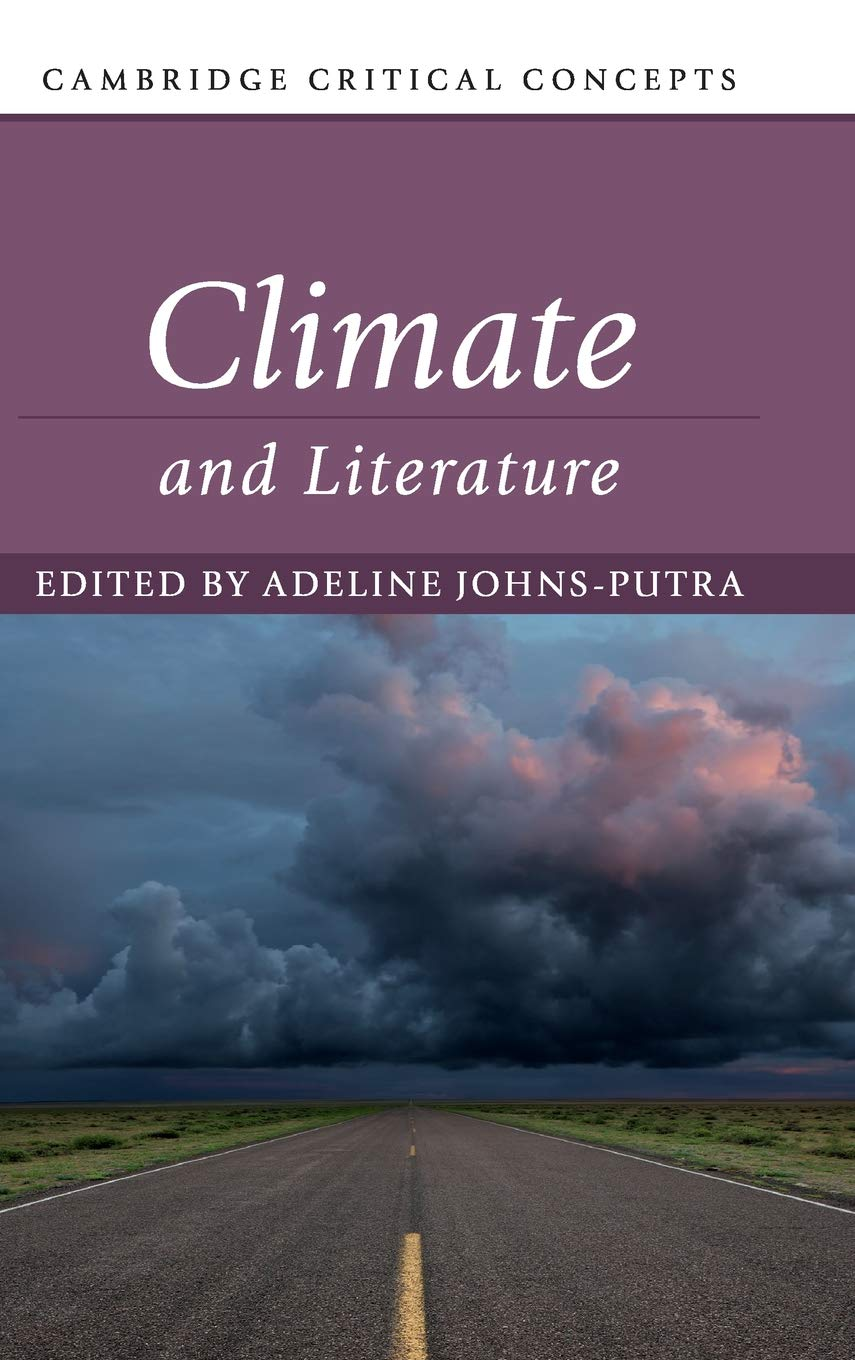 CAMBRIDGE CRITICAL CONCEPTS
Climate
and Literature
EDITED BY ADELINE JOHNS-PUTRA